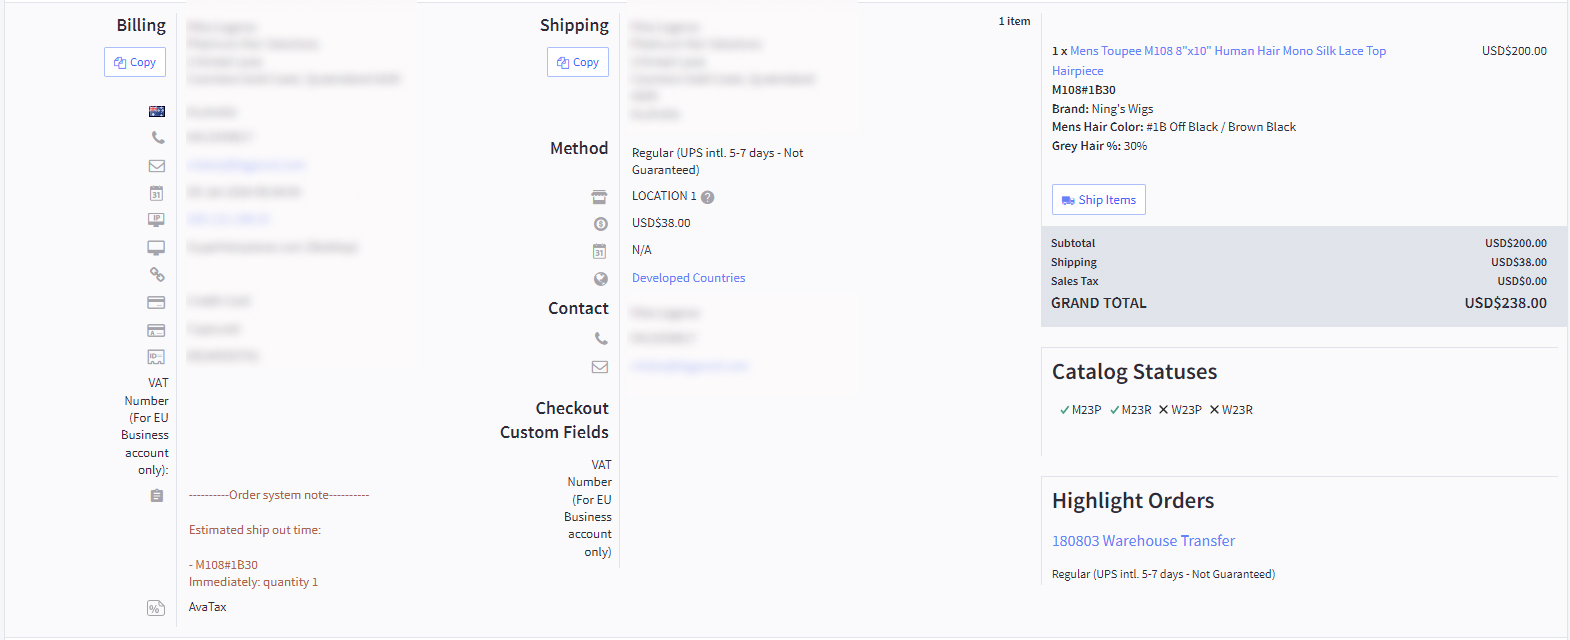 Billing
Copy
VAT
Number
(For EU
Business
account
only):
----------Order system note----------
Estimated ship out time:
- M108#1B30
Immediately: quantity 1
AvaTax
Shipping
Copy
Method
Regular (UPS intl. 5-7 days - Not
Guaranteed)
LOCATION 1
USD$38.00
N/A
Developed Countries
Contact
Checkout
Custom Fields
VAT
Number
(For EU
Business
account
only)
1 item
1 x Mens Toupee M108 8"x10" Human Hair Mono Silk Lace Top USD$200.00
Hairpiece
M108#1B30
Brand: Ning's Wigs
Mens Hair Color: #1B Off Black / Brown Black
Grey Hair %: 30%
Ship Items
Subtotal USD$200.00
Shipping USD$38.00
Sales Tax USD$0.00
GRAND TOTAL USD$238.00
Catalog Statuses
✓ M23P ✓ M23R ✕ W23P ✕ W23R
Highlight Orders
180803 Warehouse Transfer
Regular (UPS intl. 5-7 days - Not Guaranteed)